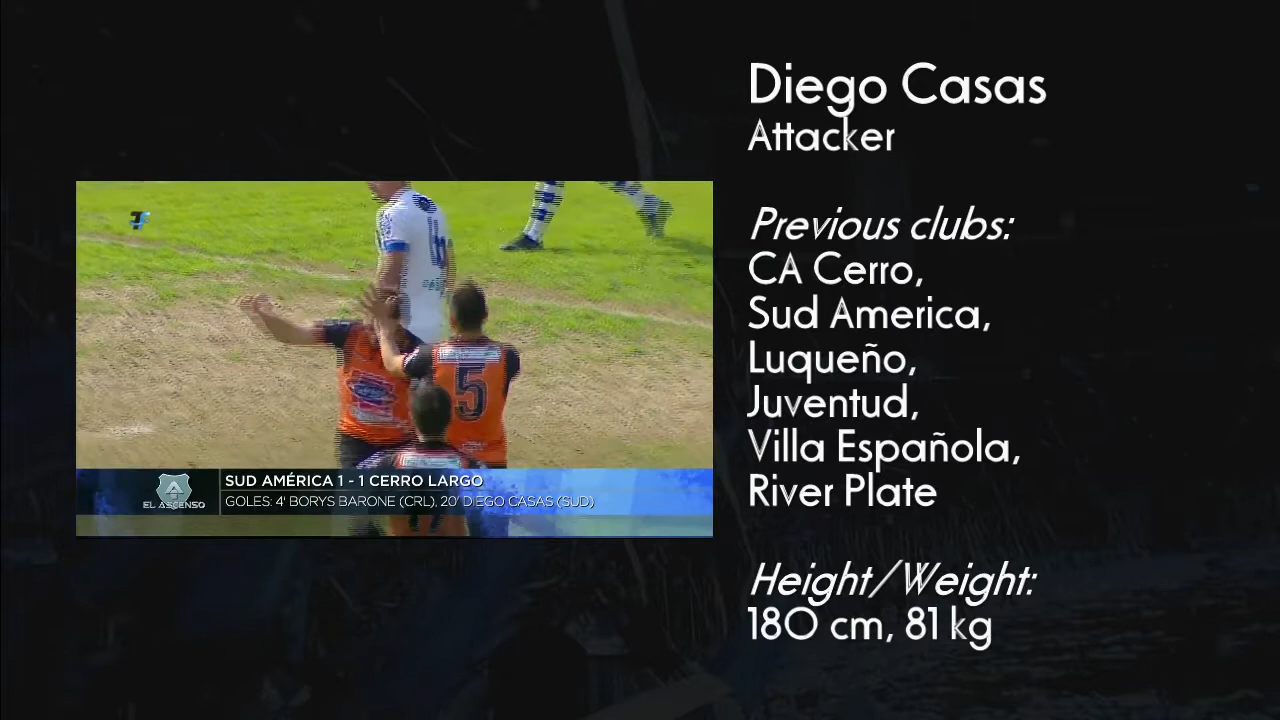 Diego Casas
Attacker
Previous clubs:
CA Cerro,
Sud America,
Luqueño,
Juventud,
Villa Española,
River Plate
Height/Weight:
180 cm, 81 kg
TF
5
EL ASCENSO
SUD AMÉRICA 1 - 1 CERRO LARGO
GOLES: 4' BORYS BARONE (CRL), 20' DIEGO CASAS (SUD)